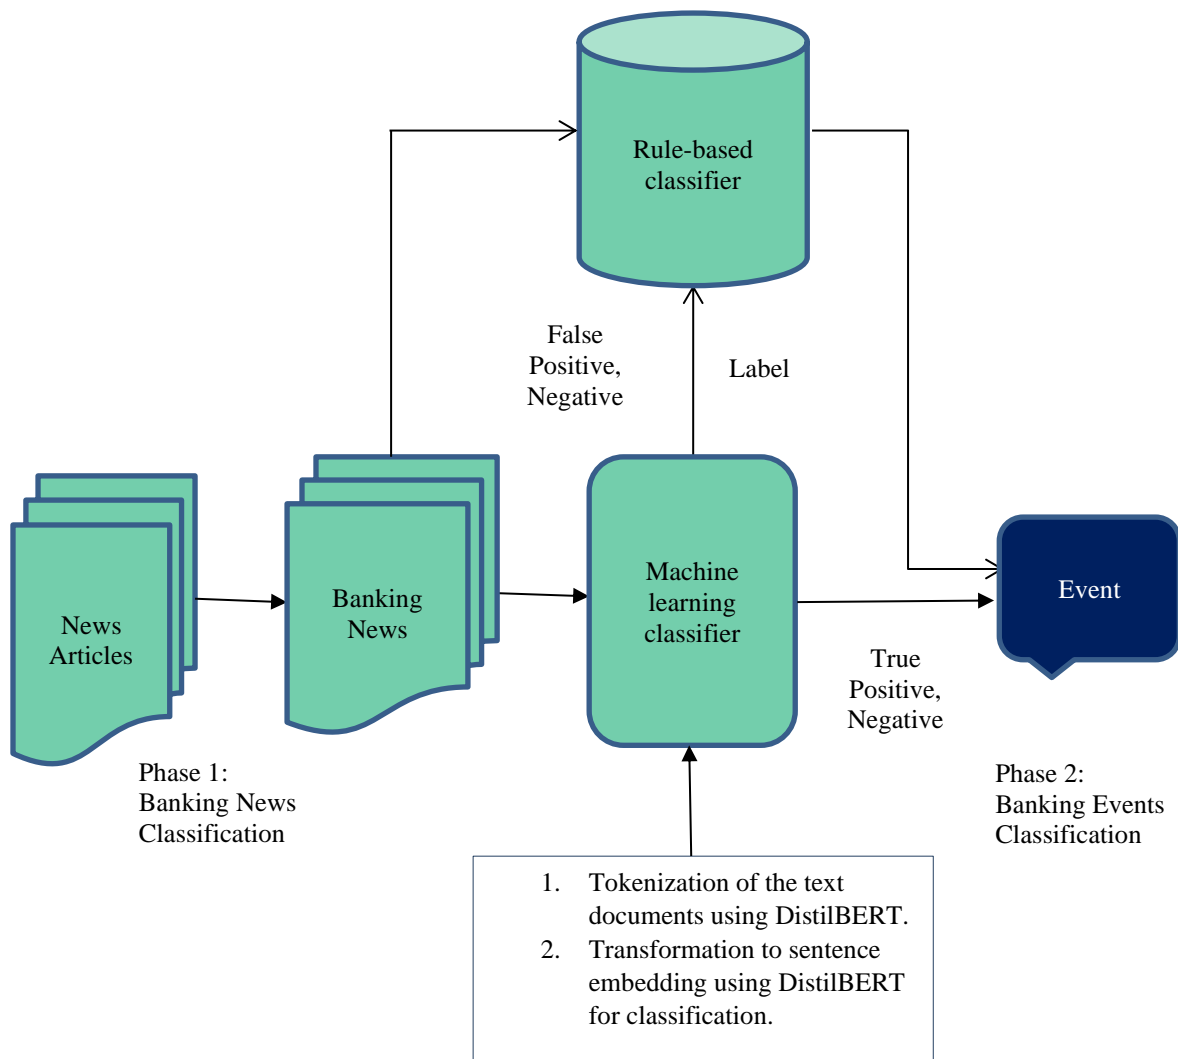 Rule-based
classifier
False
Positive,
Negative
Label
News
Articles
Banking
News
Machine
learning
classifier
Event
True
Positive,
Negative
Phase 1:
Banking News
Classification
Phase 2:
Banking Events
Classification
1. Tokenization of the text
documents using DistilBERT.
2. Transformation to sentence
embedding using DistilBERT
for classification.